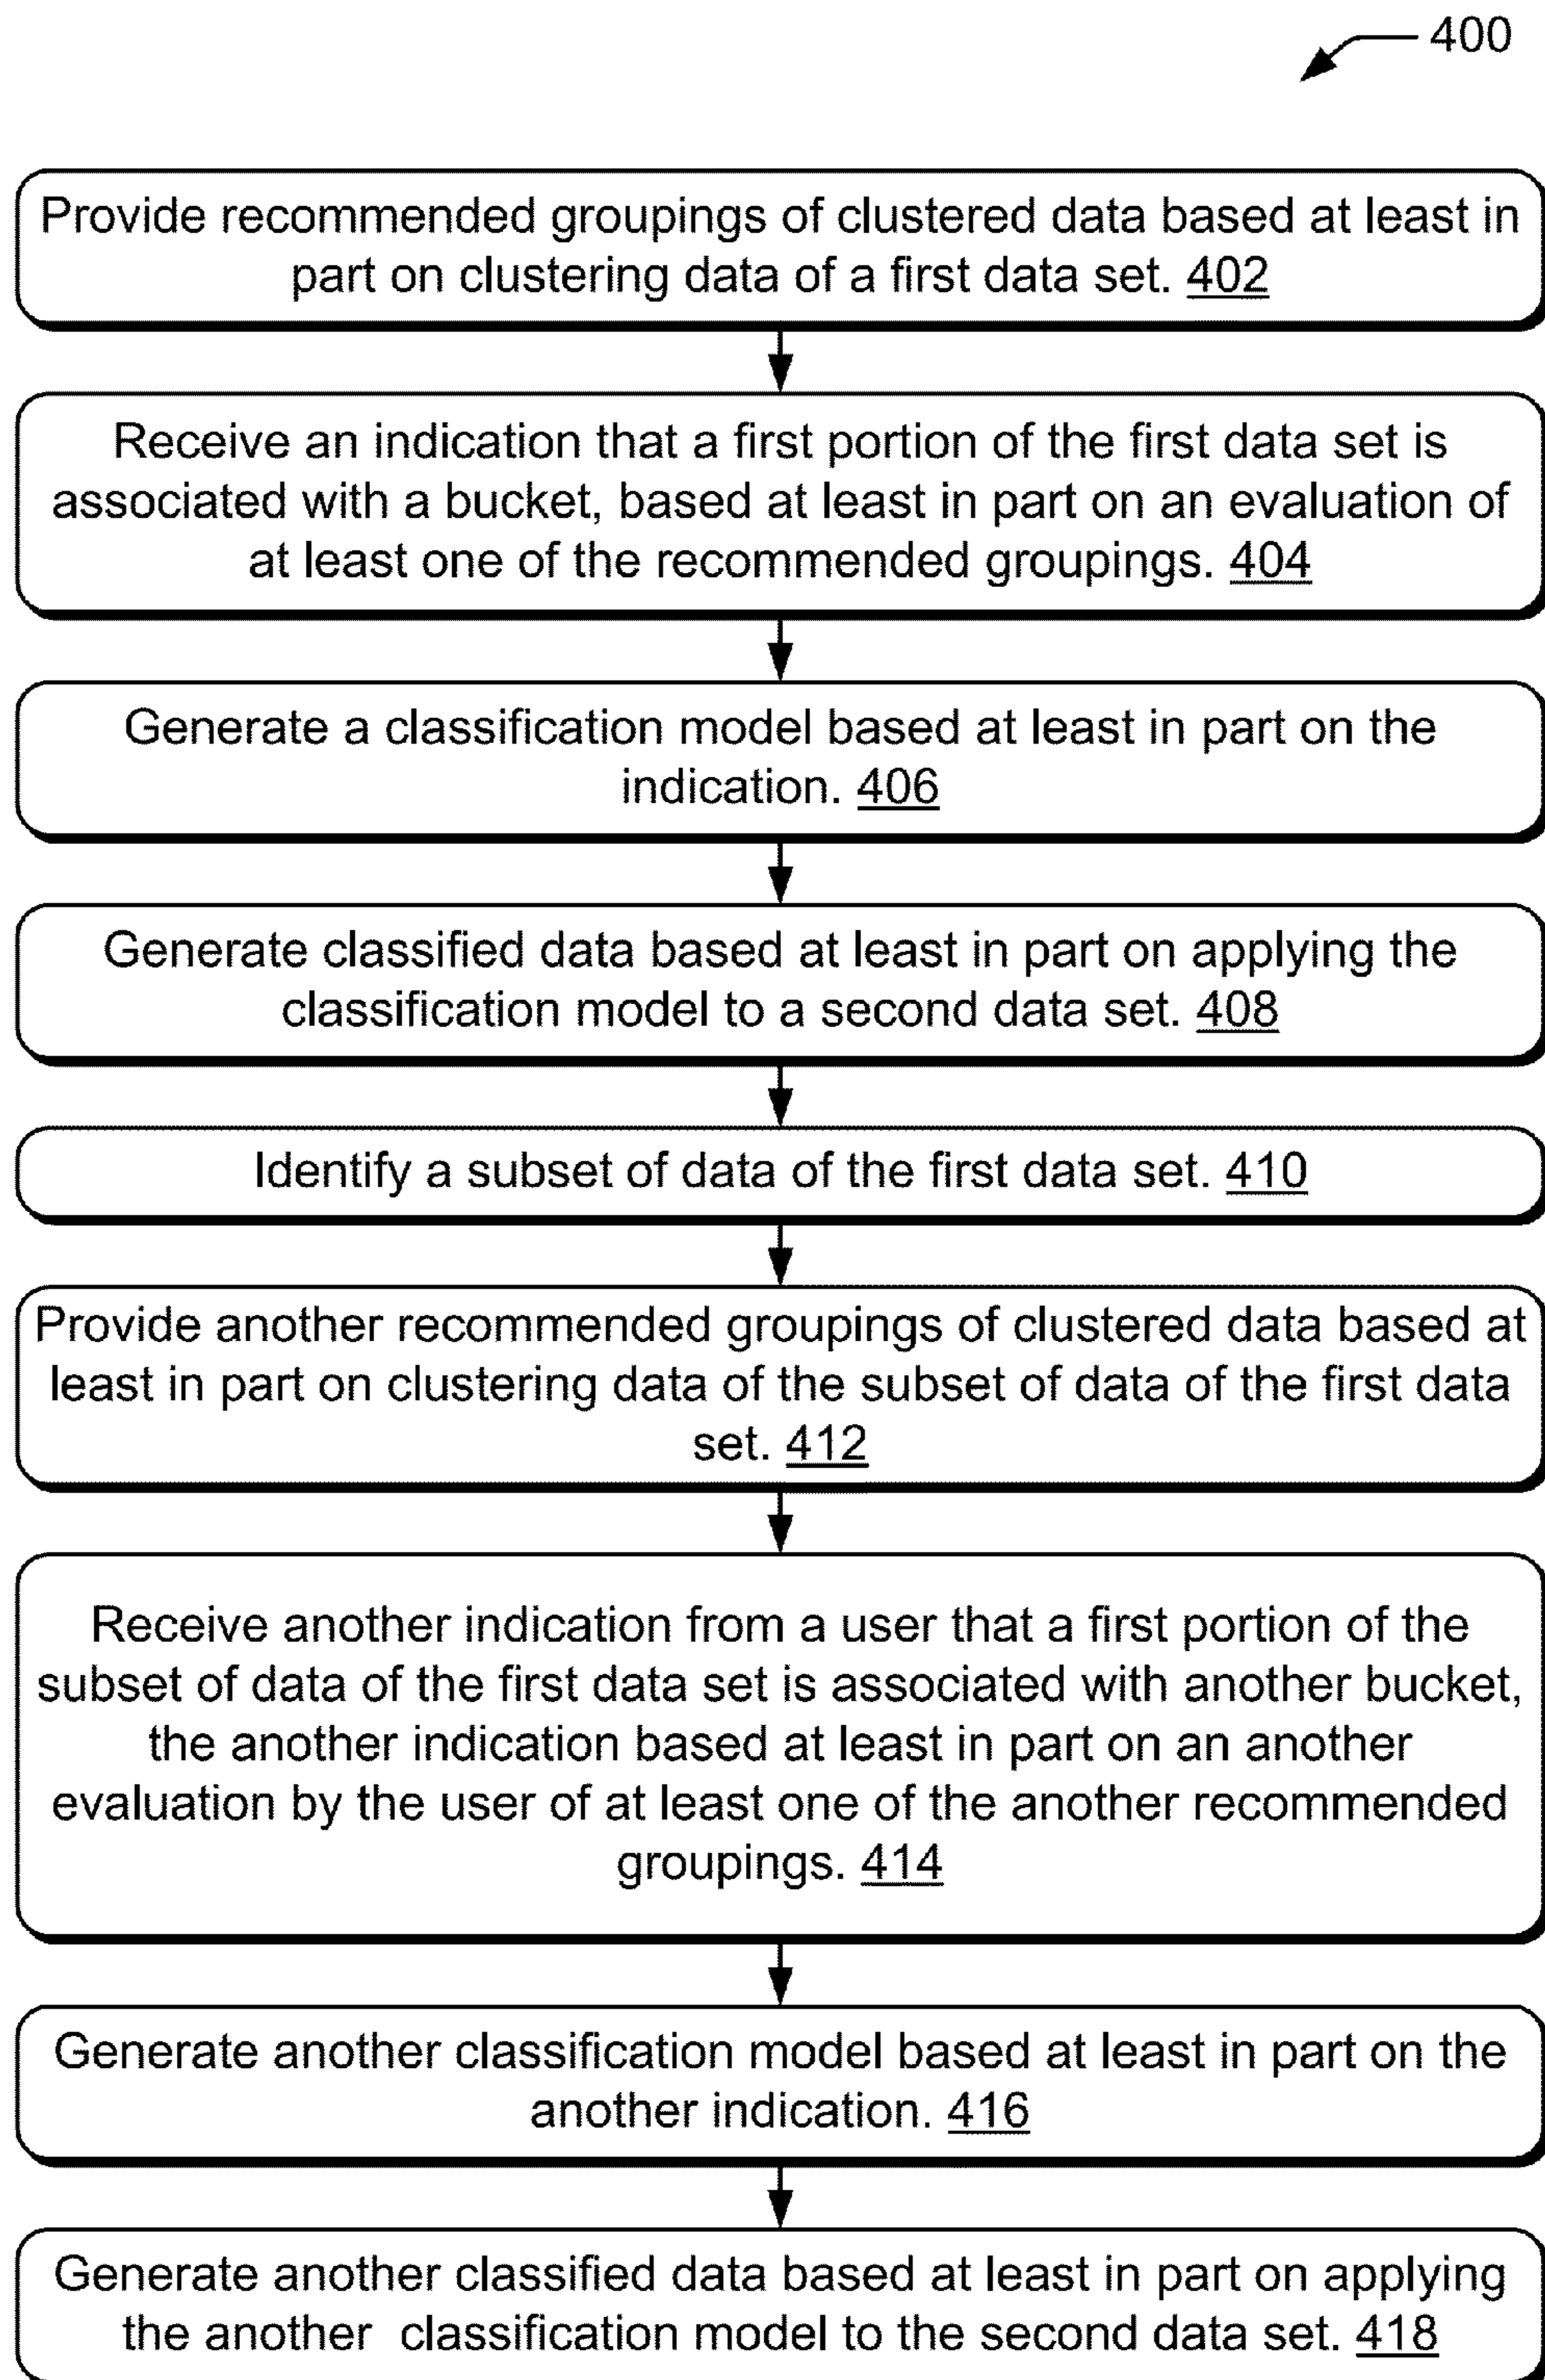 400
Provide recommended groupings of clustered data based at least in
part on clustering data of a first data set. 402
Receive an indication that a first portion of the first data set is
associated with a bucket, based at least in part on an evaluation of
at least one of the recommended groupings. 404
Generate a classification model based at least in part on the
indication. 406
Generate classified data based at least in part on applying the
classification model to a second data set. 408
Identify a subset of data of the first data set. 410
Provide another recommended groupings of clustered data based at
least in part on clustering data of the subset of data of the first data
set. 412
Receive another indication from a user that a first portion of the
subset of data of the first data set is associated with another bucket,
the another indication based at least in part on an another
evaluation by the user of at least one of the another recommended
groupings. 414
Generate another classification model based at least in part on the
another indication. 416
Generate another classified data based at least in part on applying
the another classification model to the second data set. 418